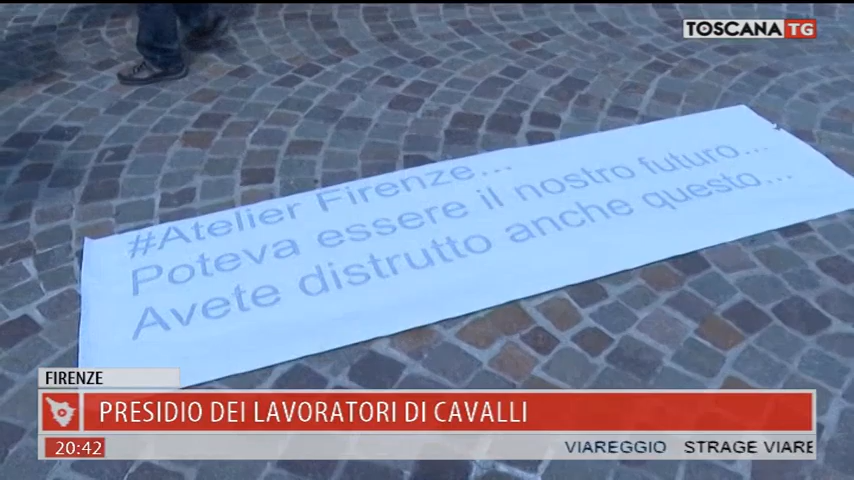 TOSCANA TG
#Atelier Firenze...
Poteva essere il nostro futuro...
Avete distrutto anche questo...
FIRENZE
PRESIDIO DEI LAVORATORI DI CAVALLI
20:42 VIAREGGIO STRAGE VIARE